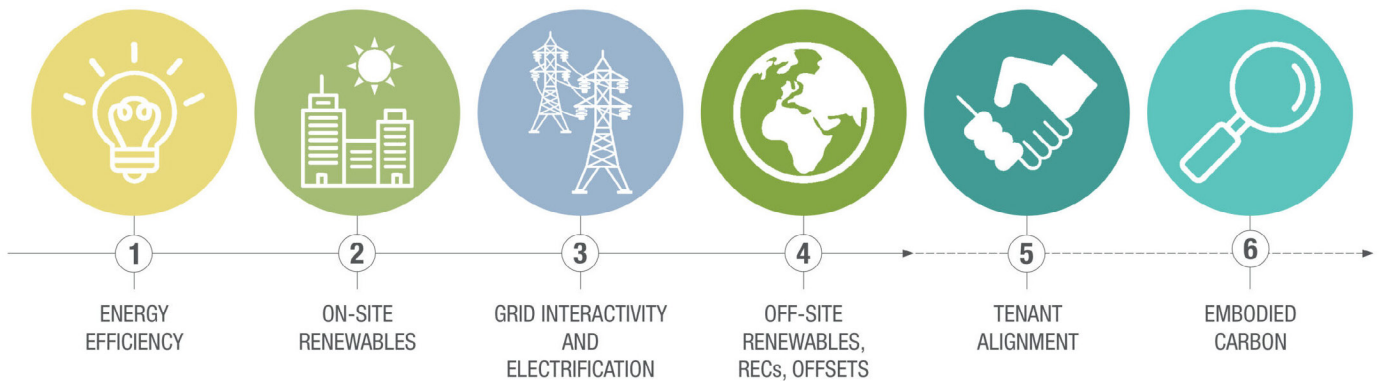 1
ENERGY
EFFICIENCY
2
ON-SITE
RENEWABLES
3
GRID INTERACTIVITY
AND
ELECTRIFICATION
4
OFF-SITE
RENEWABLES,
RECs, OFFSETS
5
TENANT
ALIGNMENT
6
EMBODIED
CARBON